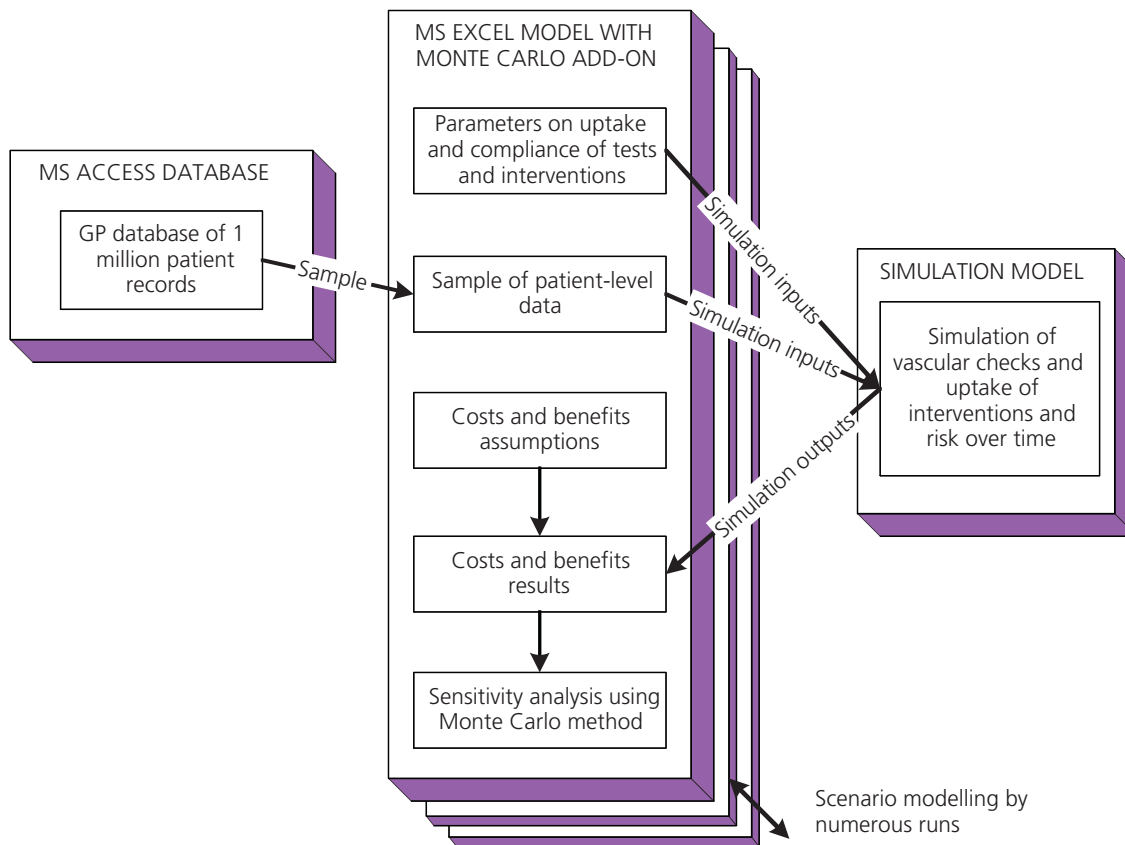 MS EXCEL MODEL WITH
MONTE CARLO ADD-ON
Parameters on uptake
and compliance of tests
and interventions
MS ACCESS DATABASE
GP database of 1
million patient
records
Sample
Sample of patient-level
data
Simulation inputs
Simulation inputs
SIMULATION MODEL
Simulation of
vascular checks and
uptake of
interventions and
risk over time
Costs and benefits
assumptions
Simulation outputs
Costs and benefits
results
Sensitivity analysis using
Monte Carlo method
Scenario modelling by
numerous runs